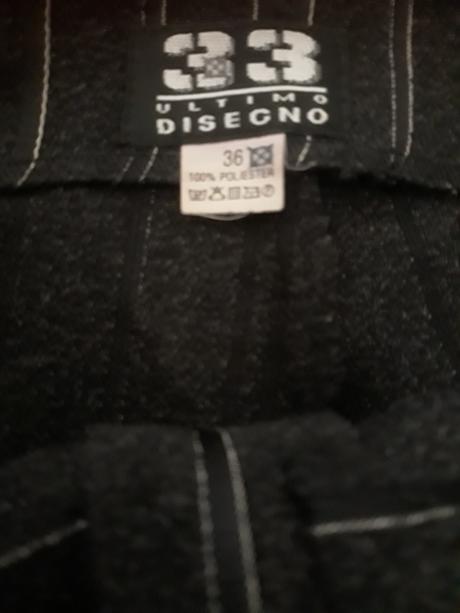 33
ULTIMO
DISEGNO
36
100% POLIESTER